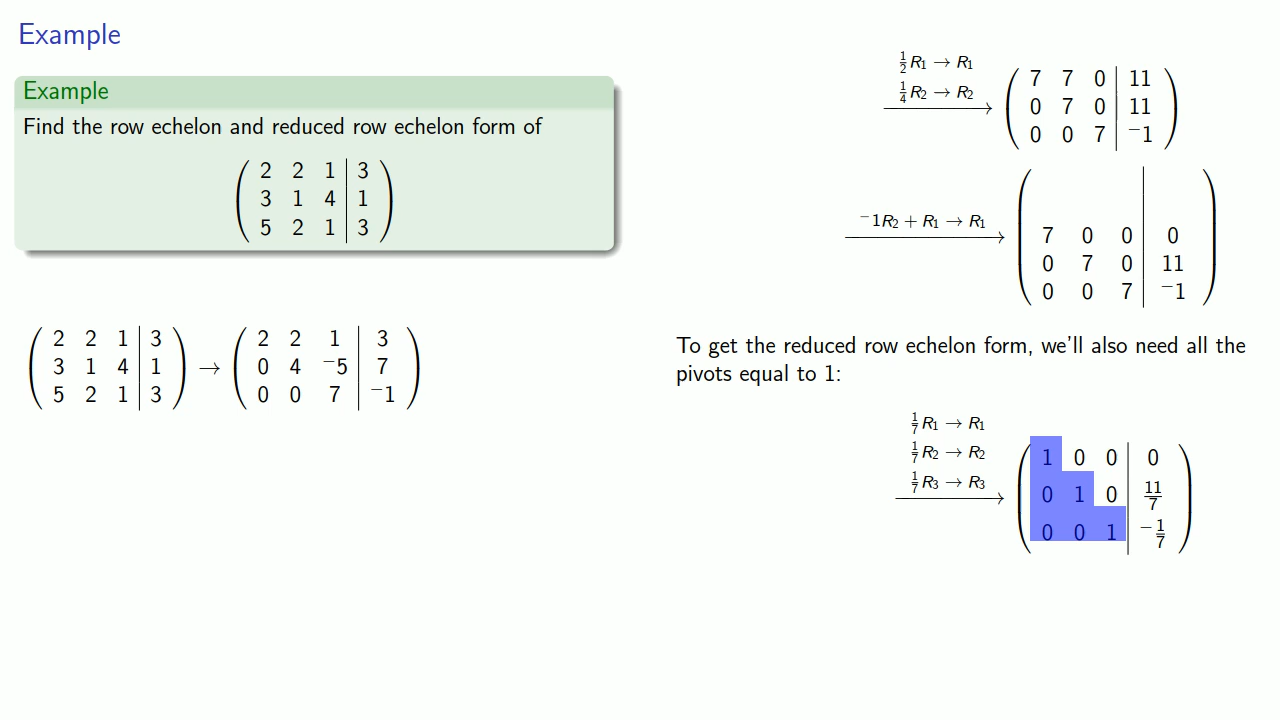 Example
Example
Find the row echelon and reduced row echelon form of
2 2 1 | 3
3 1 4 | 1
5 2 1 | 3
( 2 2 1 | 3 ) → ( 2 2 1 | 3 )
( 3 1 4 | 1 ) ( 0 4 ⁻5 | 7 )
( 5 2 1 | 3 ) ( 0 0 7 | ⁻1 )
½R₁ → R₁
¼R₂ → R₂
7 7 0 | 11
0 7 0 | 11
0 0 7 | ⁻1
⁻1R₂ + R₁ → R₁
7 0 0 | 0
0 7 0 | 11
0 0 7 | ⁻1
To get the reduced row echelon form, we'll also need all the
pivots equal to 1:
1/7 R₁ → R₁
1/7 R₂ → R₂
1/7 R₃ → R₃
1 0 0 | 0
0 1 0 | 11/7
0 0 1 | ⁻1/7